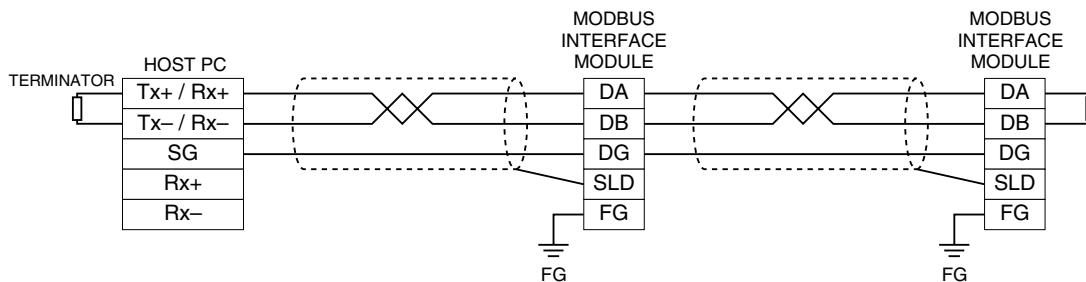 TERMINATOR
HOST PC
Tx+ / Rx+
Tx– / Rx–
SG
Rx+
Rx–
MODBUS
INTERFACE
MODULE
DA
DB
DG
SLD
FG
FG
MODBUS
INTERFACE
MODULE
DA
DB
DG
SLD
FG
FG